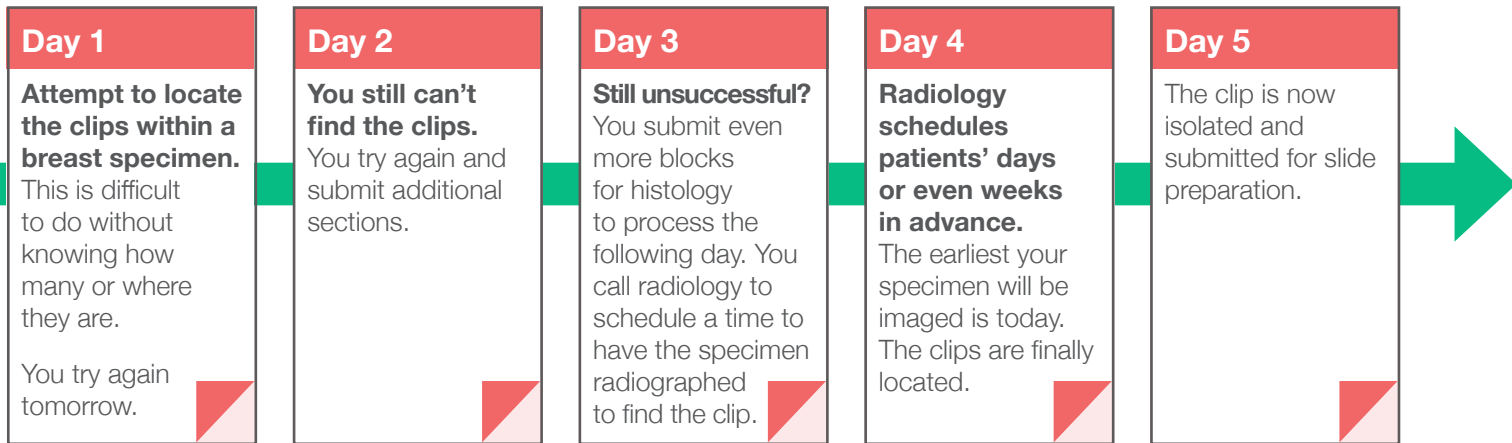 Day 1
Attempt to locate
the clips within a
breast specimen.
This is difficult
to do without
knowing how
many or where
they are.
You try again
tomorrow.
Day 2
You still can't
find the clips.
You try again and
submit additional
sections.
Day 3
Still unsuccessful?
You submit even
more blocks
for histology
to process the
following day. You
call radiology to
schedule a time to
have the specimen
radiographed
to find the clip.
Day 4
Radiology
schedules
patients' days
or even weeks
in advance.
The earliest your
specimen will be
imaged is today.
The clips are finally
located.
Day 5
The clip is now
isolated and
submitted for slide
preparation.